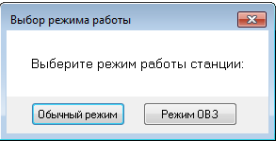 Выбор режима работы
Выберите режим работы станции:
Обычный режим
Режим ОВЗ